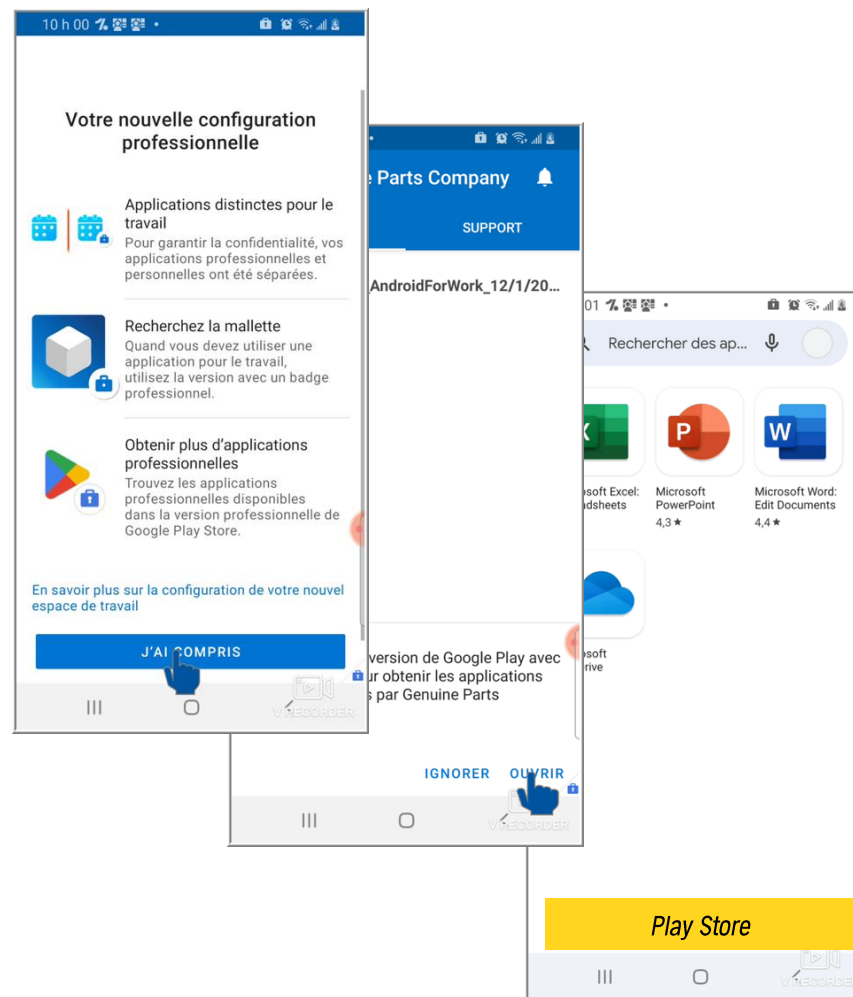 10 h 00
Votre nouvelle configuration
professionnelle
Applications distinctes pour le
travail
Pour garantir la confidentialité, vos
applications professionnelles et
personnelles ont été séparées.
Recherchez la mallette
Quand vous devez utiliser une
application pour le travail,
utilisez la version avec un badge
professionnel.
Obtenir plus d'applications
professionnelles
Trouvez les applications
professionnelles disponibles
dans la version professionnelle de
Google Play Store.
En savoir plus sur la configuration de votre nouvel
espace de travail
J'AI COMPRIS
V RECORDER
Parts Company
SUPPORT
_AndroidForWork_12/1/20...
version de Google Play avec
ur obtenir les applications
s par Genuine Parts
IGNORER OUVRIR
V RECORDER
01
Rechercher des ap...
X
P
W
osoft Excel:
adsheets
Microsoft
PowerPoint
4,3 ★
Microsoft Word:
Edit Documents
4,4 ★
osoft
rive
Play Store
V RECORDER